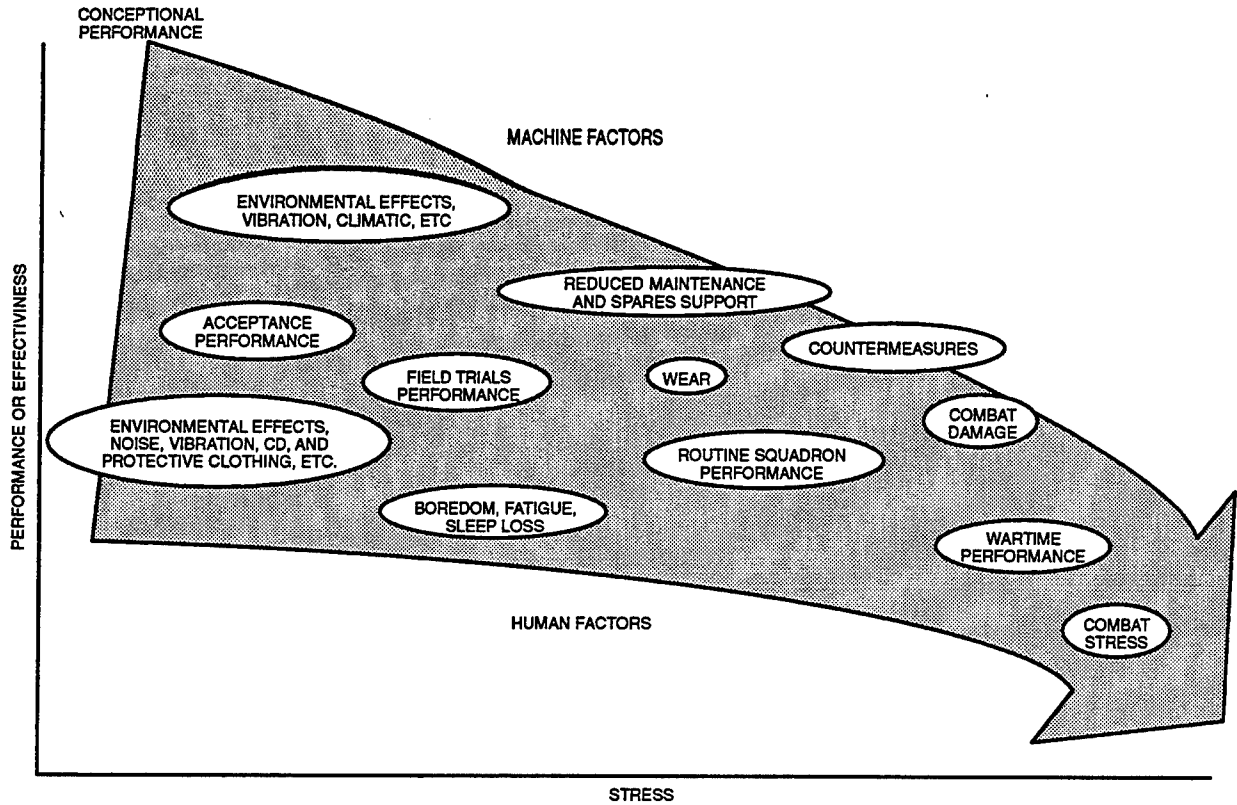 CONCEPTIONAL
PERFORMANCE
MACHINE FACTORS
ENVIRONMENTAL EFFECTS,
VIBRATION, CLIMATIC, ETC
REDUCED MAINTENANCE
AND SPARES SUPPORT
ACCEPTANCE
PERFORMANCE
COUNTERMEASURES
FIELD TRIALS
PERFORMANCE
WEAR
COMBAT
DAMAGE
ENVIRONMENTAL EFFECTS,
NOISE, VIBRATION, CD, AND
PROTECTIVE CLOTHING, ETC.
ROUTINE SQUADRON
PERFORMANCE
BOREDOM, FATIGUE,
SLEEP LOSS
WARTIME
PERFORMANCE
COMBAT
STRESS
HUMAN FACTORS
PERFORMANCE OR EFFECTIVINESS
STRESS